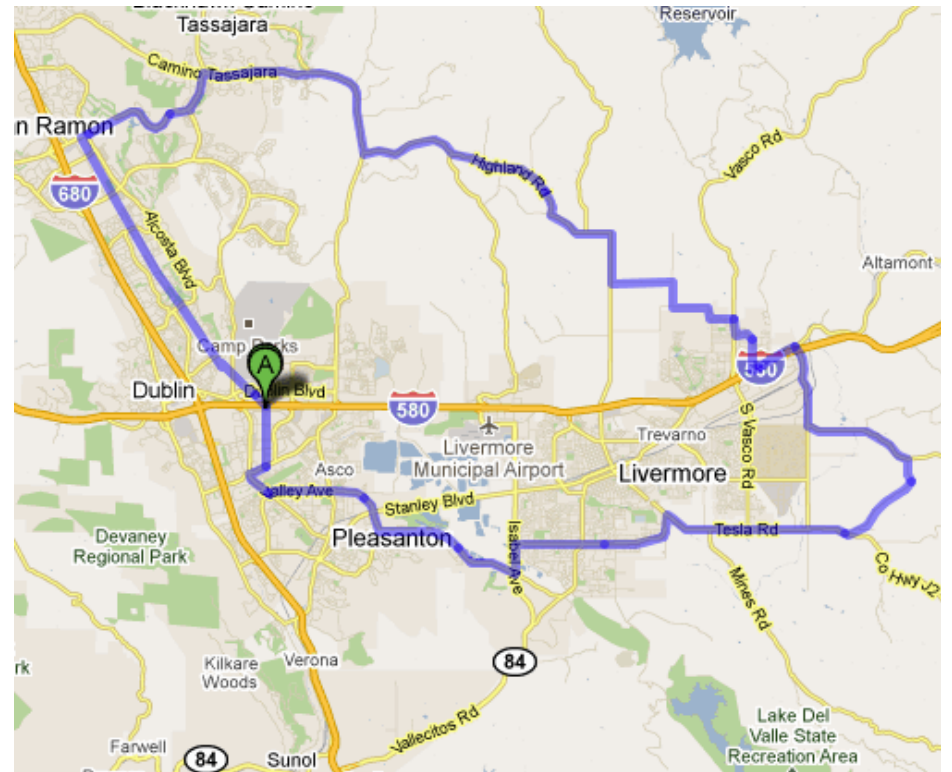 Tassajara
Reservoir
Camino Tassajara
n Ramon
Highland Rd
Vasco Rd
680
Alcosta Blvd
Altamont
Camp Parks
A
580
Dublin
Dublin Blvd
580
Livermore
Municipal Airport
Trevarno
S Vasco Rd
Asco
Livermore
Valley Ave
Stanley Blvd
Pleasanton
Isabel Ave
Tesla Rd
Devaney
Regional Park
Co Hwy J2
Mines Rd
Kilkare
Woods
Verona
84
rk
Vallecitos Rd
Lake Del
Valle State
Recreation Area
Farwell
84
Sunol